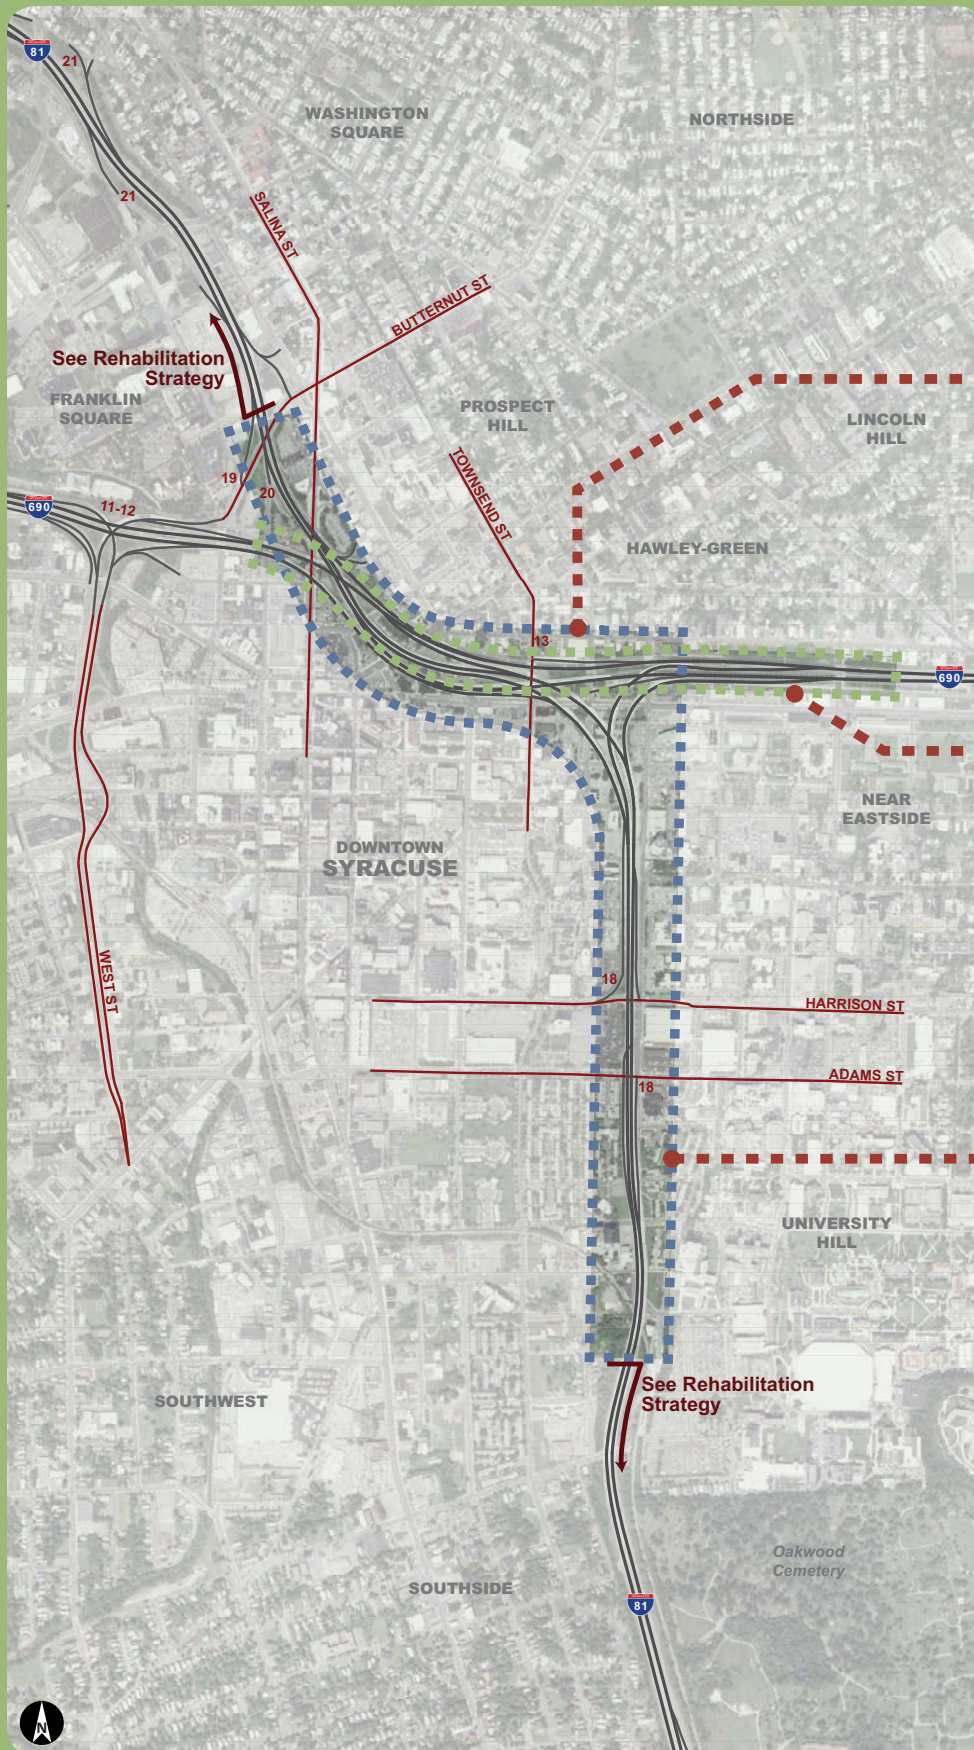 81
21
WASHINGTON
SQUARE
NORTHSIDE
21
SALINA ST
BUTTERNUT ST
See Rehabilitation
Strategy
FRANKLIN
SQUARE
PROSPECT
HILL
LINCOLN
HILL
TOWNSEND ST
19
20
690
11-12
HAWLEY-GREEN
13
690
NEAR
EASTSIDE
DOWNTOWN
SYRACUSE
WEST ST
18
HARRISON ST
ADAMS ST
18
UNIVERSITY
HILL
See Rehabilitation
Strategy
SOUTHWEST
Oakwood
Cemetery
SOUTHSIDE
81
N